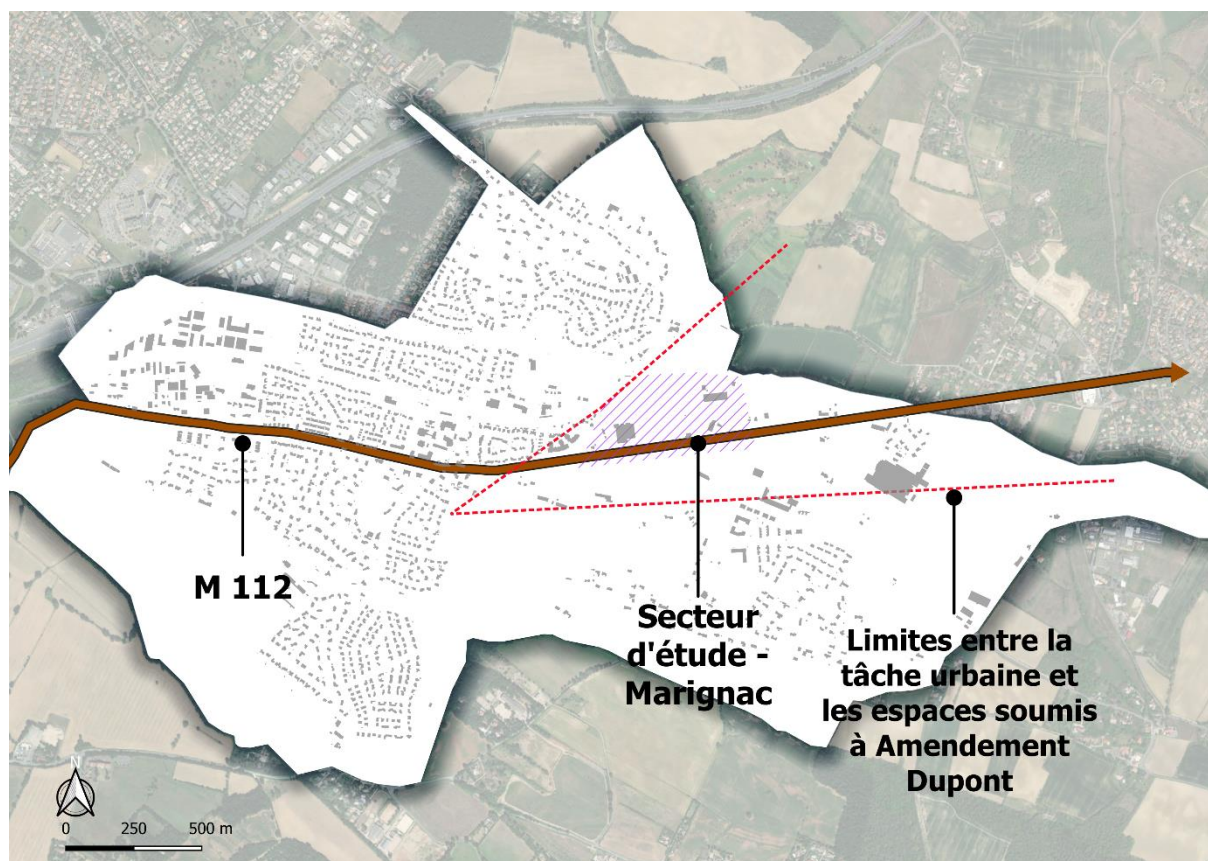 M 112
Secteur
d'étude -
Marignac
Limites entre la
tâche urbaine et
les espaces soumis
à Amendement
Dupont
N
0 250 500 m